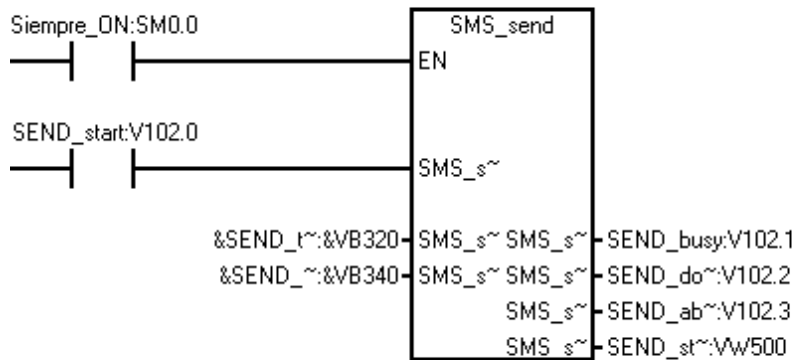 Siempre_ON:SM0.0 SMS_send
EN
SEND_start:V102.0
SMS_s~
&SEND_t~:&VB320 SMS_s~ SMS_s~ SEND_busy:V102.1
&SEND_~:&VB340 SMS_s~ SMS_s~ SEND_do~:V102.2
SMS_s~ SEND_ab~:V102.3
SMS_s~ SEND_st~:VW500